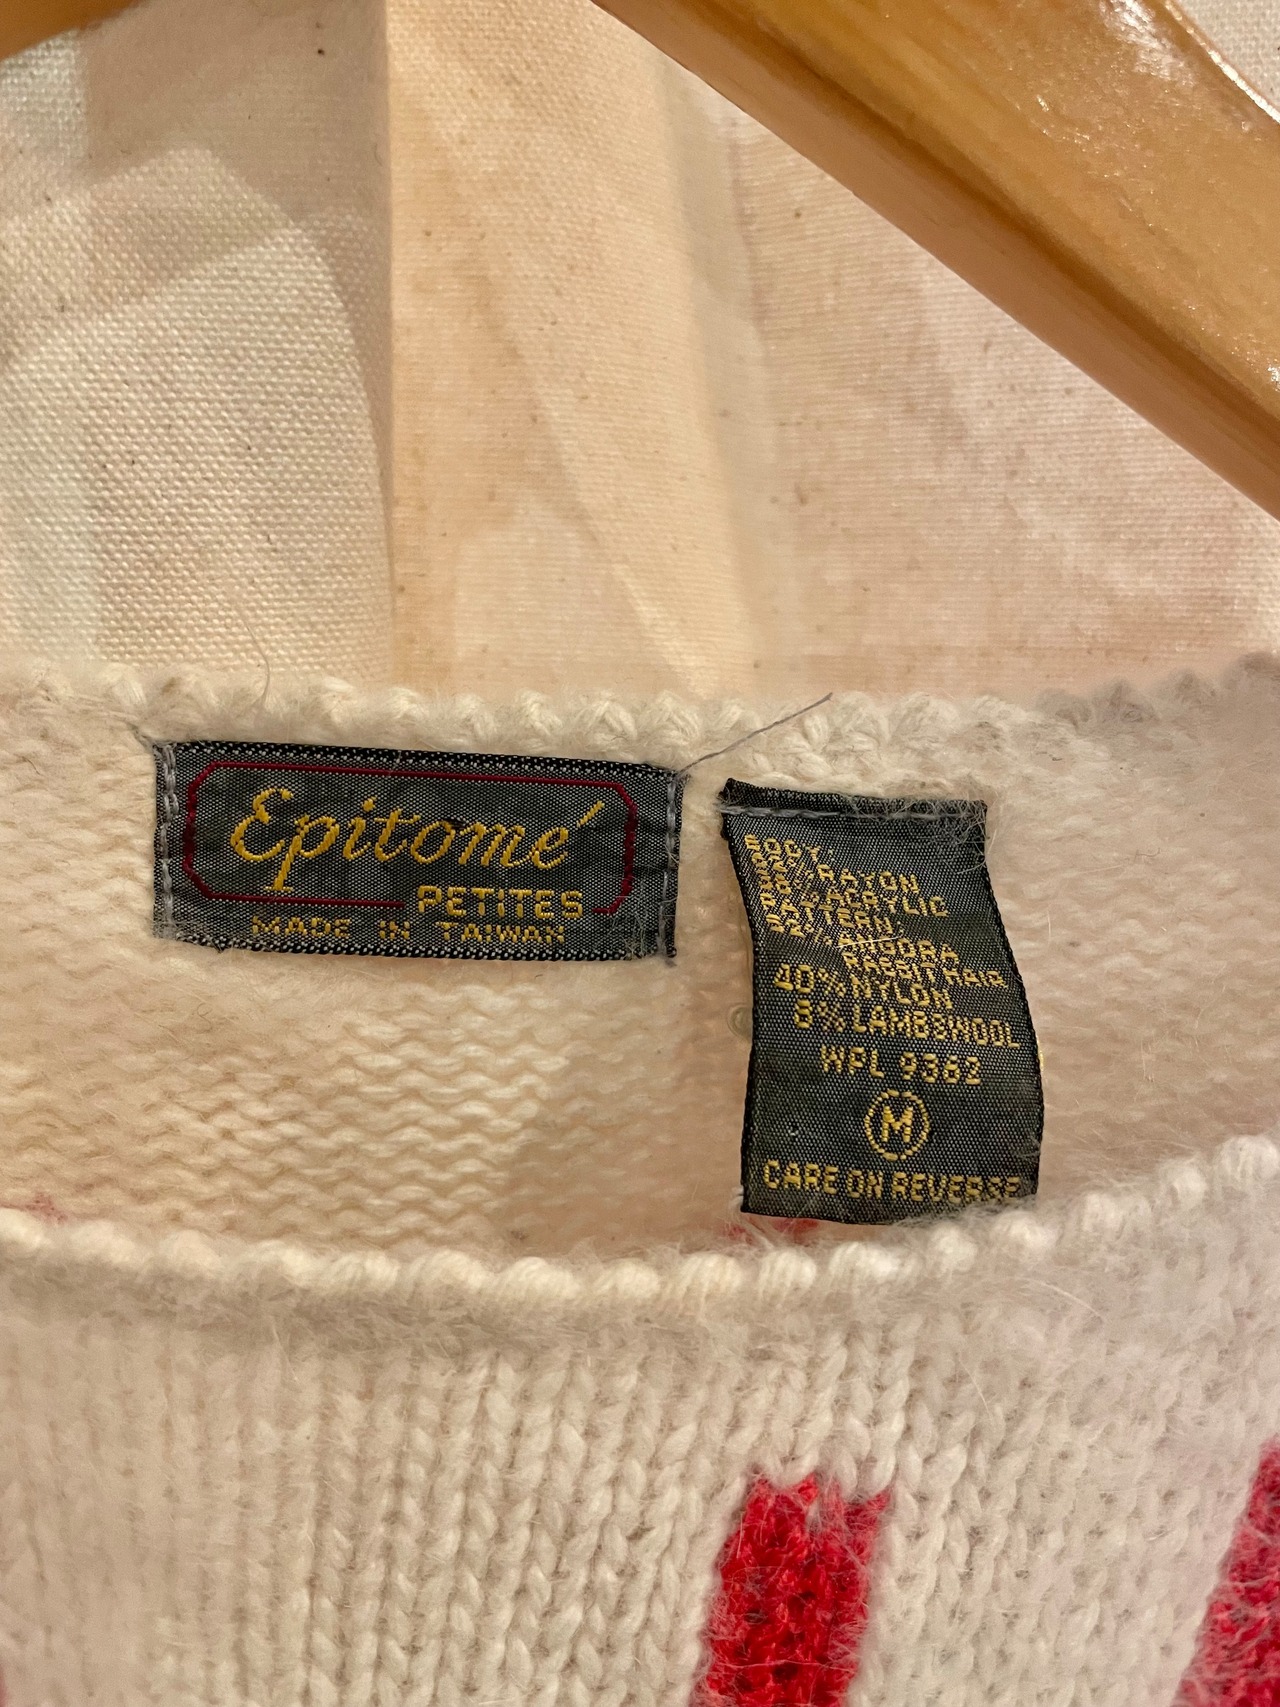 Epitomé
PETITES
MADE IN TAIWAN
BODY:
% RAYON
% ACRYLIC
PATTERN
% ANGORA
RABBIT HAIR
40% NYLON
8% LAMBSWOOL
WPL 9362
M
CARE ON REVERSE